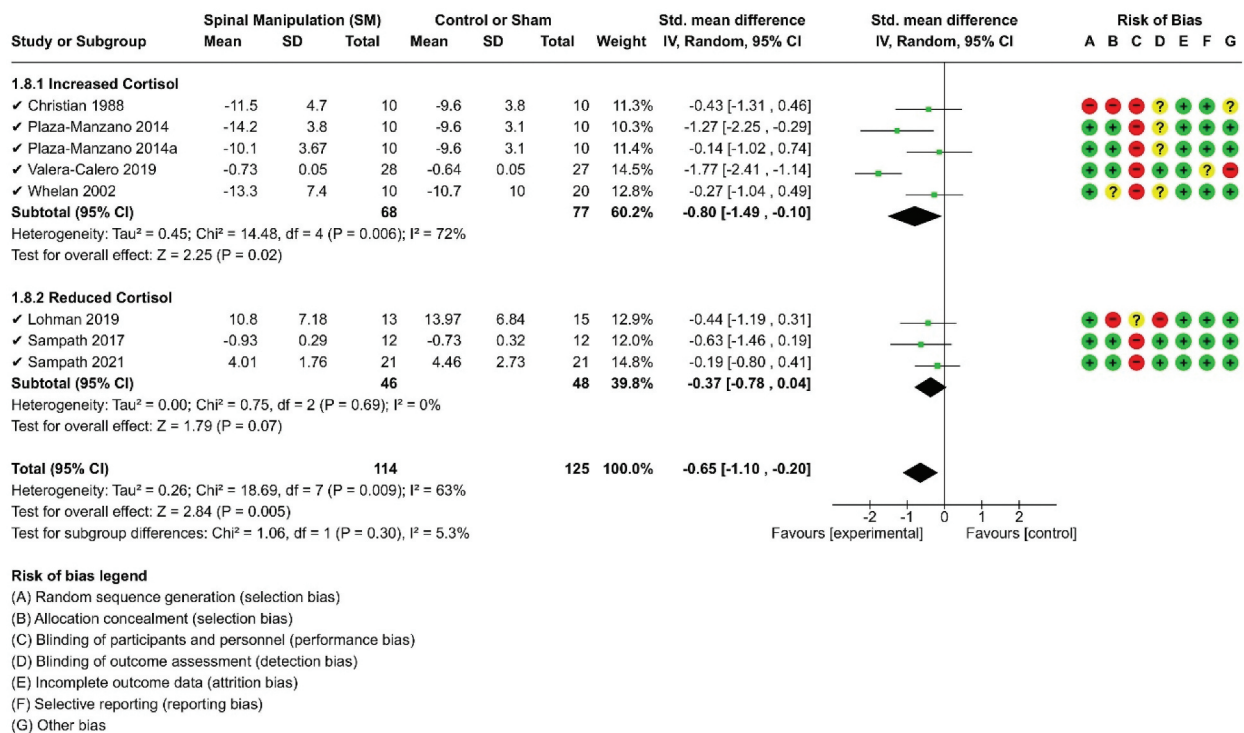 Spinal Manipulation (SM) Control or Sham Std. mean difference Std. mean difference Risk of Bias
Study or Subgroup Mean SD Total Mean SD Total Weight IV, Random, 95% CI IV, Random, 95% CI A B C D E F G
1.8.1 Increased Cortisol
✔ Christian 1988 -11.5 4.7 10 -9.6 3.8 10 11.3% -0.43 [-1.31 , 0.46] - - - ? + + ?
✔ Plaza-Manzano 2014 -14.2 3.8 10 -9.6 3.1 10 10.3% -1.27 [-2.25 , -0.29] + + - ? + + +
✔ Plaza-Manzano 2014a -10.1 3.67 10 -9.6 3.1 10 11.4% -0.14 [-1.02 , 0.74] + + - ? + + +
✔ Valera-Calero 2019 -0.73 0.05 28 -0.64 0.05 27 14.5% -1.77 [-2.41 , -1.14] + + - + + ? -
✔ Whelan 2002 -13.3 7.4 10 -10.7 10 20 12.8% -0.27 [-1.04 , 0.49] + ? - ? + + +
Subtotal (95% CI) 68 77 60.2% -0.80 [-1.49 , -0.10]
Heterogeneity: Tau² = 0.45; Chi² = 14.48, df = 4 (P = 0.006); I² = 72%
Test for overall effect: Z = 2.25 (P = 0.02)
1.8.2 Reduced Cortisol
✔ Lohman 2019 10.8 7.18 13 13.97 6.84 15 12.9% -0.44 [-1.19 , 0.31] + - ? - + + +
✔ Sampath 2017 -0.93 0.29 12 -0.73 0.32 12 12.0% -0.63 [-1.46 , 0.19] + + - + + + +
✔ Sampath 2021 4.01 1.76 21 4.46 2.73 21 14.8% -0.19 [-0.80 , 0.41] + + - + + + +
Subtotal (95% CI) 46 48 39.8% -0.37 [-0.78 , 0.04]
Heterogeneity: Tau² = 0.00; Chi² = 0.75, df = 2 (P = 0.69); I² = 0%
Test for overall effect: Z = 1.79 (P = 0.07)
Total (95% CI) 114 125 100.0% -0.65 [-1.10 , -0.20]
Heterogeneity: Tau² = 0.26; Chi² = 18.69, df = 7 (P = 0.009); I² = 63%
Test for overall effect: Z = 2.84 (P = 0.005)
Test for subgroup differences: Chi² = 1.06, df = 1 (P = 0.30), I² = 5.3%
-2 -1 0 1 2
Favours [experimental] Favours [control]
Risk of bias legend
(A) Random sequence generation (selection bias)
(B) Allocation concealment (selection bias)
(C) Blinding of participants and personnel (performance bias)
(D) Blinding of outcome assessment (detection bias)
(E) Incomplete outcome data (attrition bias)
(F) Selective reporting (reporting bias)
(G) Other bias